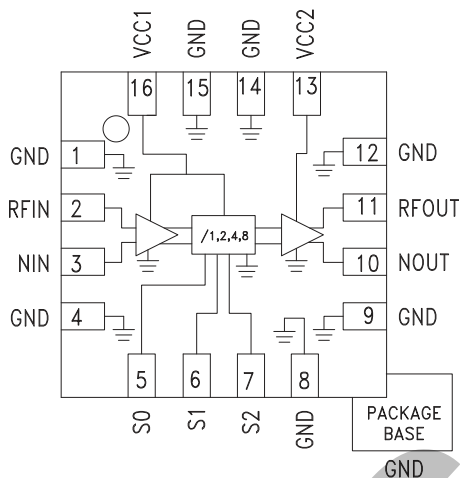 VCC1
GND
GND
VCC2
16
15
14
13
GND
1
12
GND
RFIN
2
11
RFOUT
/1,2,4,8
NIN
3
10
NOUT
GND
4
9
GND
5
6
7
8
S0
S1
S2
GND
PACKAGE
BASE
GND